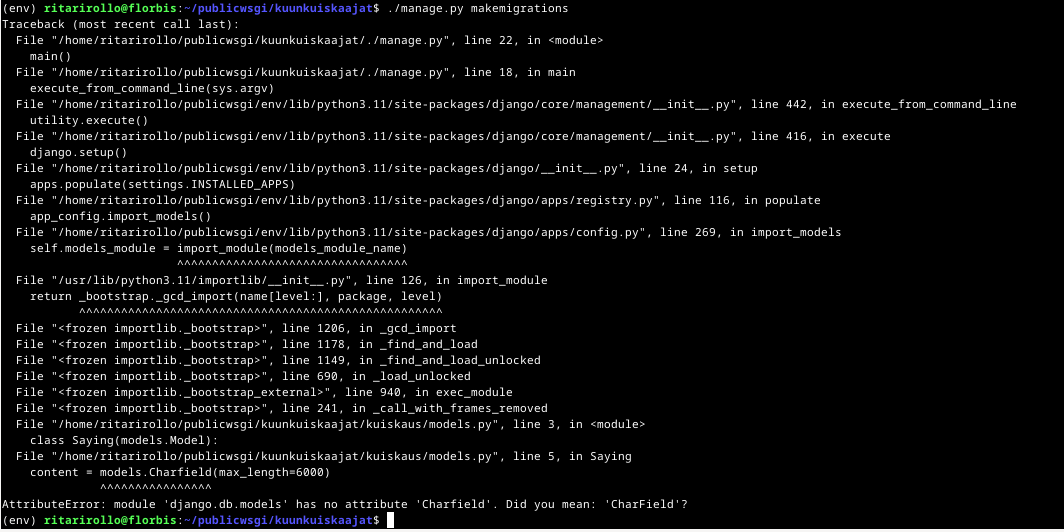 (env) ritarirollo@florbis:~/publicwsgi/kuunkuiskaajat$ ./manage.py makemigrations
Traceback (most recent call last):
  File "/home/ritarirollo/publicwsgi/kuunkuiskaajat/./manage.py", line 22, in <module>
    main()
  File "/home/ritarirollo/publicwsgi/kuunkuiskaajat/./manage.py", line 18, in main
    execute_from_command_line(sys.argv)
  File "/home/ritarirollo/publicwsgi/env/lib/python3.11/site-packages/django/core/management/__init__.py", line 442, in execute_from_command_line
    utility.execute()
  File "/home/ritarirollo/publicwsgi/env/lib/python3.11/site-packages/django/core/management/__init__.py", line 416, in execute
    django.setup()
  File "/home/ritarirollo/publicwsgi/env/lib/python3.11/site-packages/django/__init__.py", line 24, in setup
    apps.populate(settings.INSTALLED_APPS)
  File "/home/ritarirollo/publicwsgi/env/lib/python3.11/site-packages/django/apps/registry.py", line 116, in populate
    app_config.import_models()
  File "/home/ritarirollo/publicwsgi/env/lib/python3.11/site-packages/django/apps/config.py", line 269, in import_models
    self.models_module = import_module(models_module_name)
                         ^^^^^^^^^^^^^^^^^^^^^^^^^^^^^^^^^
  File "/usr/lib/python3.11/importlib/__init__.py", line 126, in import_module
    return _bootstrap._gcd_import(name[level:], package, level)
           ^^^^^^^^^^^^^^^^^^^^^^^^^^^^^^^^^^^^^^^^^^^^^^^^^^^^
  File "<frozen importlib._bootstrap>", line 1206, in _gcd_import
  File "<frozen importlib._bootstrap>", line 1178, in _find_and_load
  File "<frozen importlib._bootstrap>", line 1149, in _find_and_load_unlocked
  File "<frozen importlib._bootstrap>", line 690, in _load_unlocked
  File "<frozen importlib._bootstrap_external>", line 940, in exec_module
  File "<frozen importlib._bootstrap>", line 241, in _call_with_frames_removed
  File "/home/ritarirollo/publicwsgi/kuunkuiskaajat/kuiskaus/models.py", line 3, in <module>
    class Saying(models.Model):
  File "/home/ritarirollo/publicwsgi/kuunkuiskaajat/kuiskaus/models.py", line 5, in Saying
    content = models.Charfield(max_length=6000)
              ^^^^^^^^^^^^^^^^
AttributeError: module 'django.db.models' has no attribute 'Charfield'. Did you mean: 'CharField'?
(env) ritarirollo@florbis:~/publicwsgi/kuunkuiskaajat$